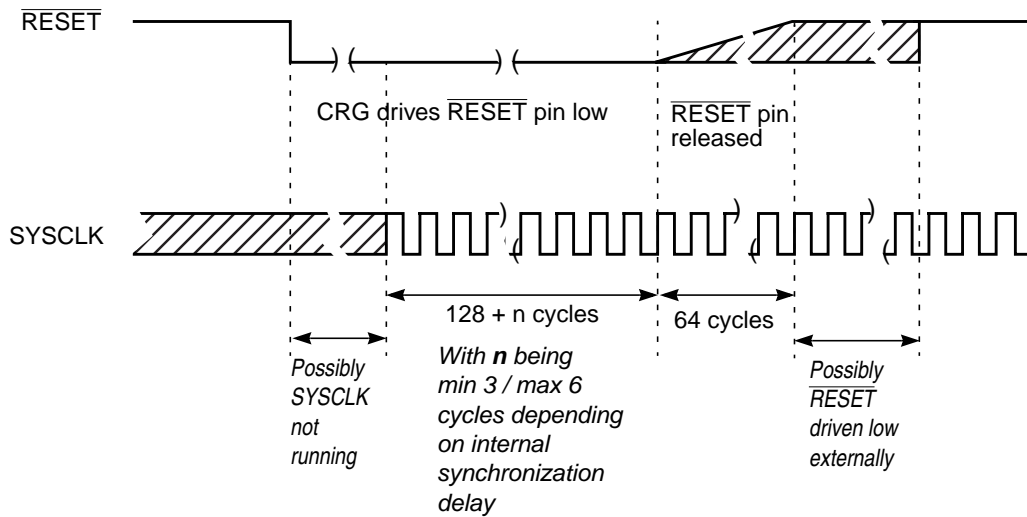 RESET
CRG drives RESET pin low
RESET pin
released
SYSCLK
128 + n cycles
64 cycles
Possibly
SYSCLK
not
running
With n being
min 3 / max 6
cycles depending
on internal
synchronization
delay
Possibly
RESET
driven low
externally